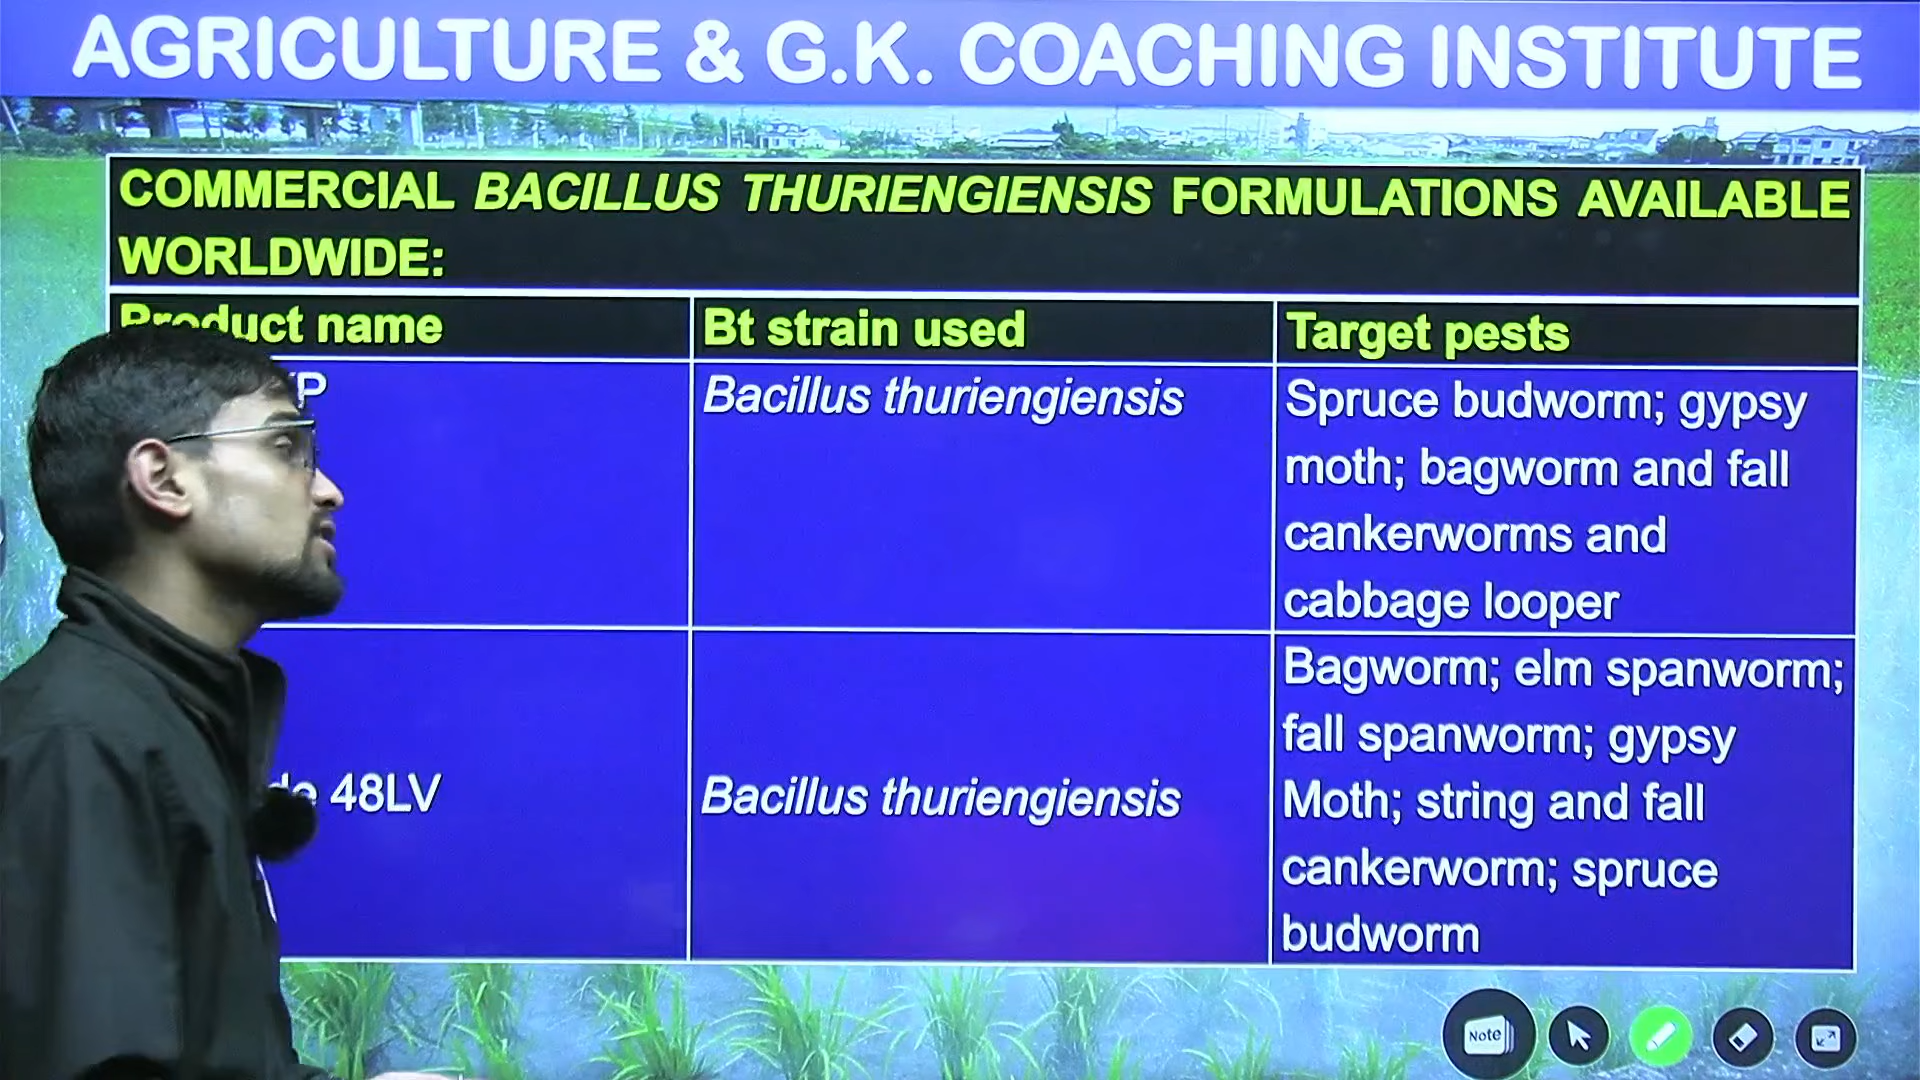 AGRICULTURE & G.K. COACHING INSTITUTE
COMMERCIAL BACILLUS THURIENGIENSIS FORMULATIONS AVAILABLE
WORLDWIDE:
Product name
Bt strain used
Target pests
Bacillus thuriengiensis
Spruce budworm; gypsy
moth; bagworm and fall
cankerworms and
cabbage looper
48LV
Bacillus thuriengiensis
Bagworm; elm spanworm;
fall spanworm; gypsy
Moth; string and fall
cankerworm; spruce
budworm
Note